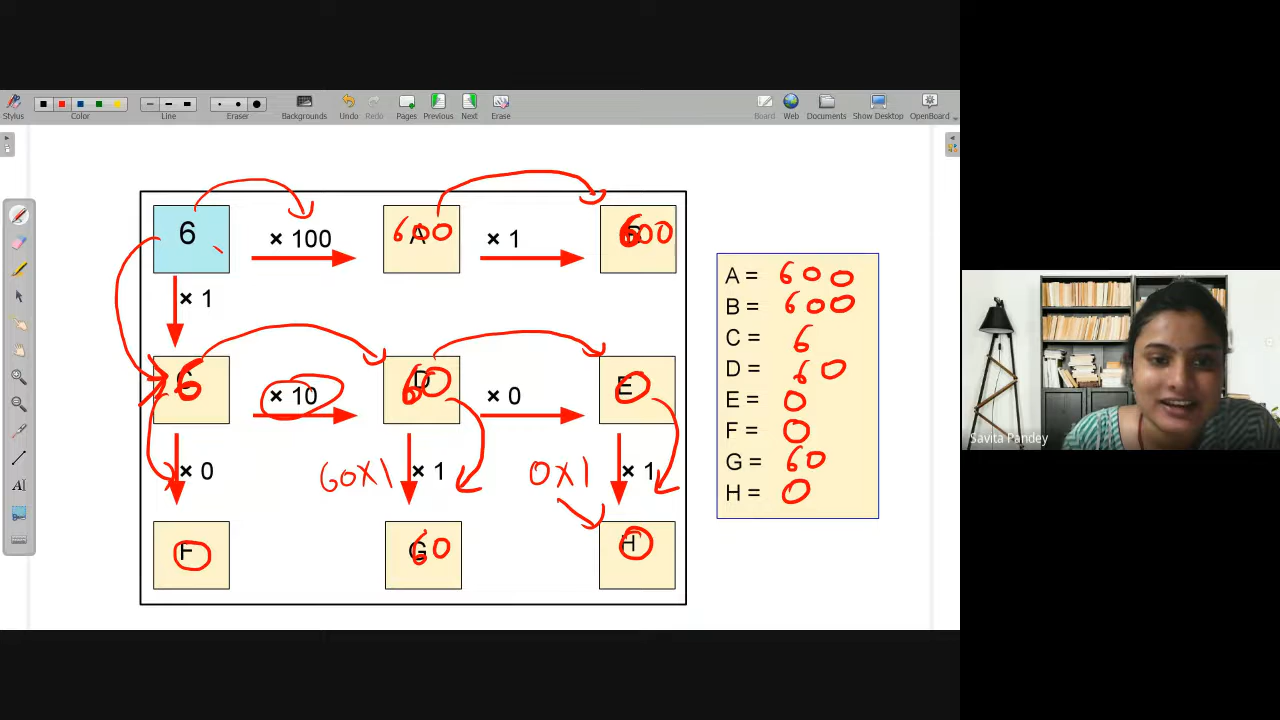 Stylus Color Line Eraser Backgrounds Undo Redo Pages Previous Next Erase Board Web Documents Show Desktop OpenBoard
6 × 100 A 600 × 1 B 600
× 1
C 6 × 10 D 60 × 0 E 0
× 0 60×1 × 1 0×1 × 1
F 0 G 60 H 0
A = 600
B = 600
C = 6
D = 60
E = 0
F = 0
G = 60
H = 0
Savita Pandey